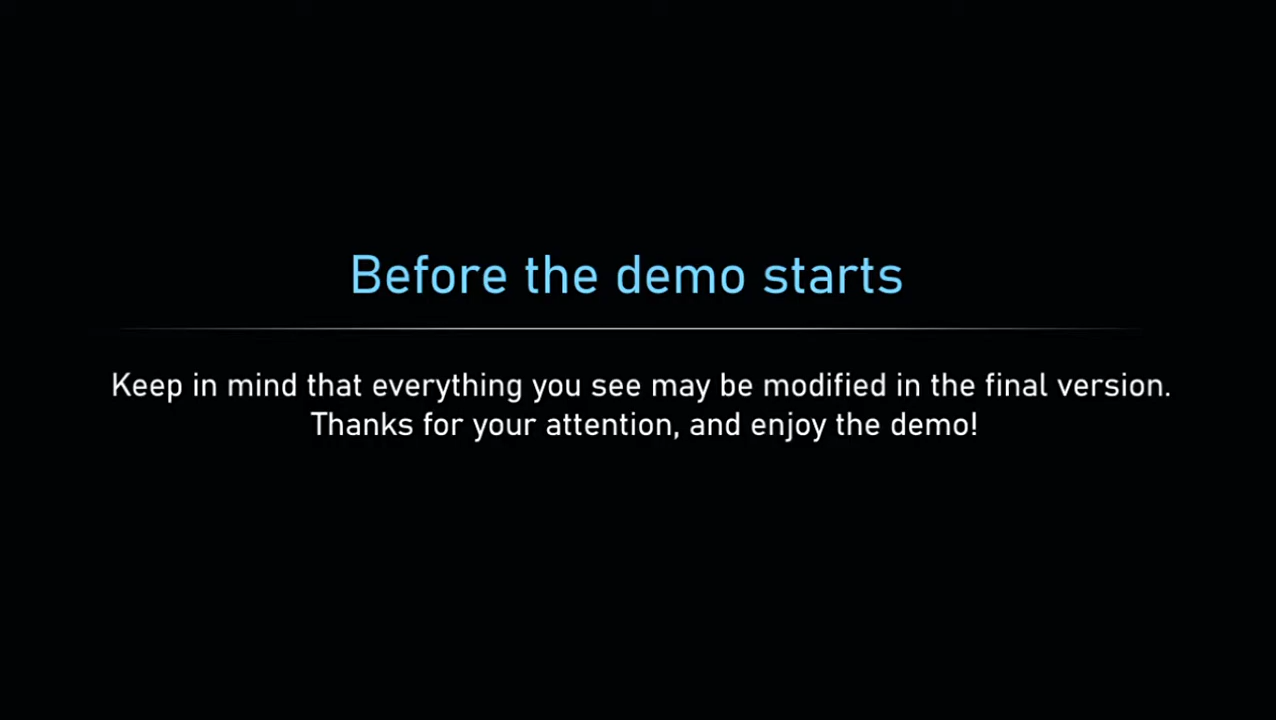 Before the demo starts
Keep in mind that everything you see may be modified in the final version.
Thanks for your attention, and enjoy the demo!